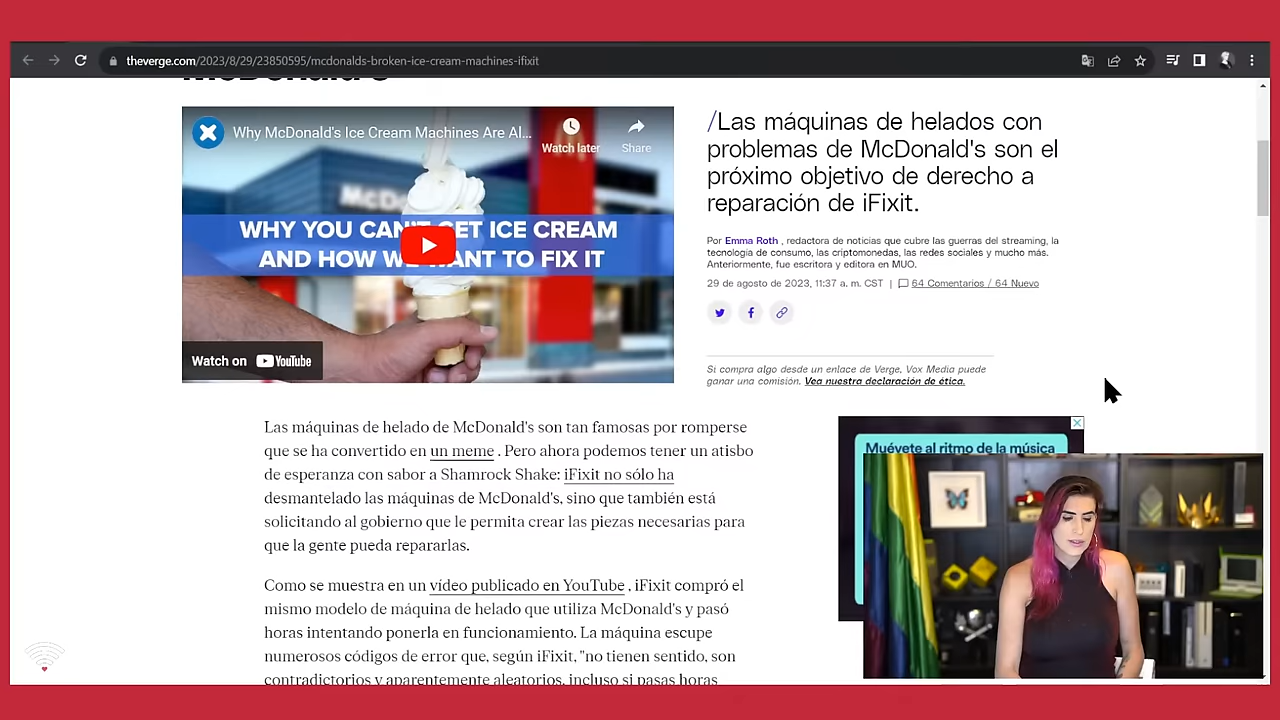 theverge.com/2023/8/29/23850595/mcdonalds-broken-ice-cream-machines-ifixit
McDonald's
Why McDonald's Ice Cream Machines Are Al...
Watch later
Share
McD
WHY YOU CAN'T GET ICE CREAM
AND HOW WE WANT TO FIX IT
Watch on YouTube
/Las máquinas de helados con
problemas de McDonald's son el
próximo objetivo de derecho a
reparación de iFixit.
Por Emma Roth , redactora de noticias que cubre las guerras del streaming, la
tecnología de consumo, las criptomonedas, las redes sociales y mucho más.
Anteriormente, fue escritora y editora en MUO.
29 de agosto de 2023, 11:37 a. m. CST | 64 Comentarios / 64 Nuevo
Si compra algo desde un enlace de Verge, Vox Media puede
ganar una comisión. Vea nuestra declaración de ética.
Las máquinas de helado de McDonald's son tan famosas por romperse
que se ha convertido en un meme . Pero ahora podemos tener un atisbo
de esperanza con sabor a Shamrock Shake: iFixit no sólo ha
desmantelado las máquinas de McDonald's, sino que también está
solicitando al gobierno que le permita crear las piezas necesarias para
que la gente pueda repararlas.
Como se muestra en un vídeo publicado en YouTube , iFixit compró el
mismo modelo de máquina de helado que utiliza McDonald's y pasó
horas intentando ponerla en funcionamiento. La máquina escupe
numerosos códigos de error que, según iFixit, "no tienen sentido, son
contradictorios y aparentemente aleatorios, incluso si pasas horas
Muévete al ritmo de la música